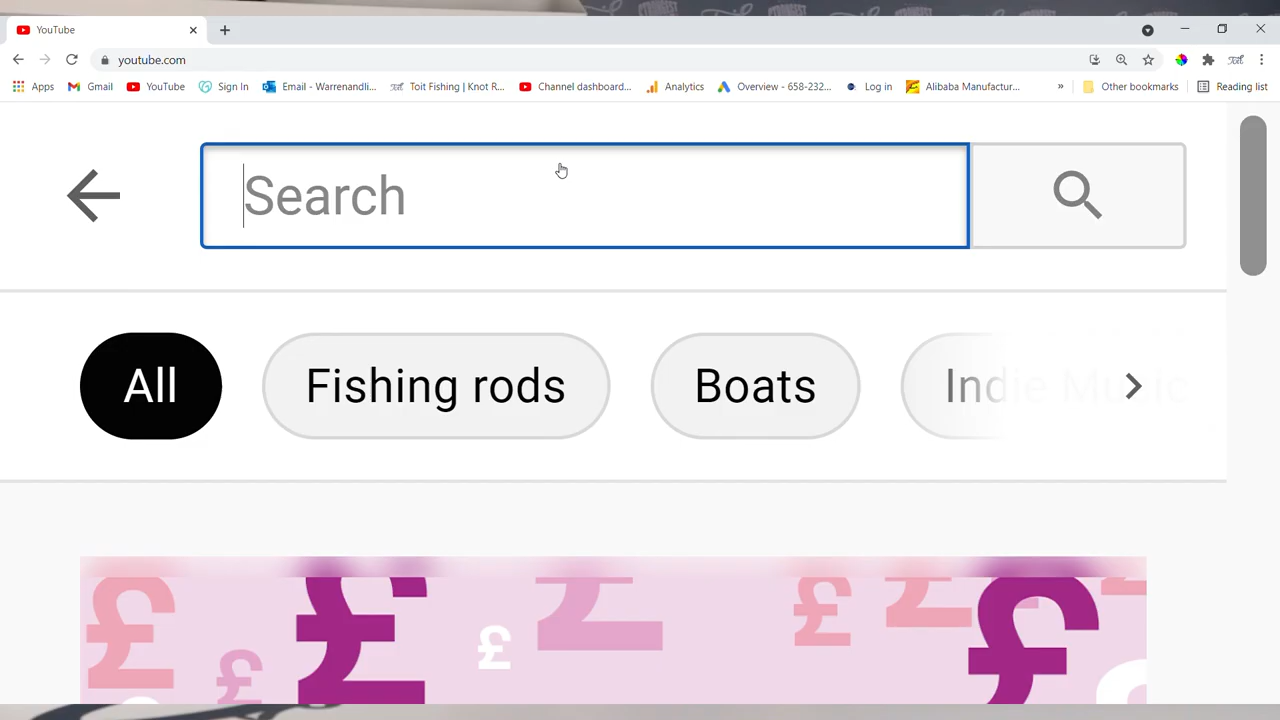 YouTube
youtube.com
Apps Gmail YouTube Sign In Email - Warrenandli... Toit Fishing | Knot R... Channel dashboard... Analytics Overview - 658-232... Log in Alibaba Manufactur... » Other bookmarks Reading list
Search
All Fishing rods Boats Indie Music
£ £ £ £ £ £ £ £